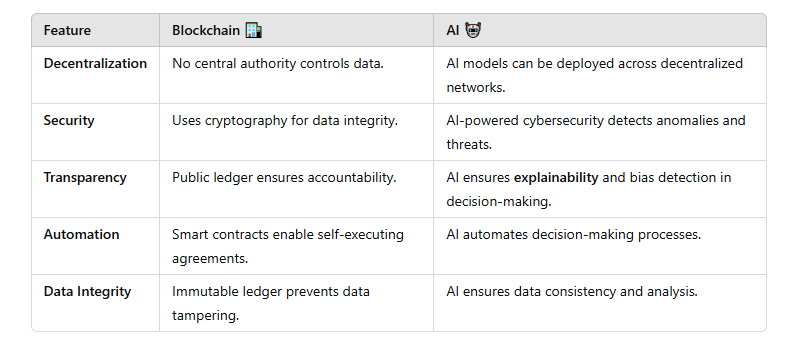 Feature Blockchain 🏢 AI 🤖
Decentralization No central authority controls data. AI models can be deployed across decentralized
networks.
Security Uses cryptography for data integrity. AI-powered cybersecurity detects anomalies and
threats.
Transparency Public ledger ensures accountability. AI ensures explainability and bias detection in
decision-making.
Automation Smart contracts enable self-executing AI automates decision-making processes.
agreements.
Data Integrity Immutable ledger prevents data AI ensures data consistency and analysis.
tampering.